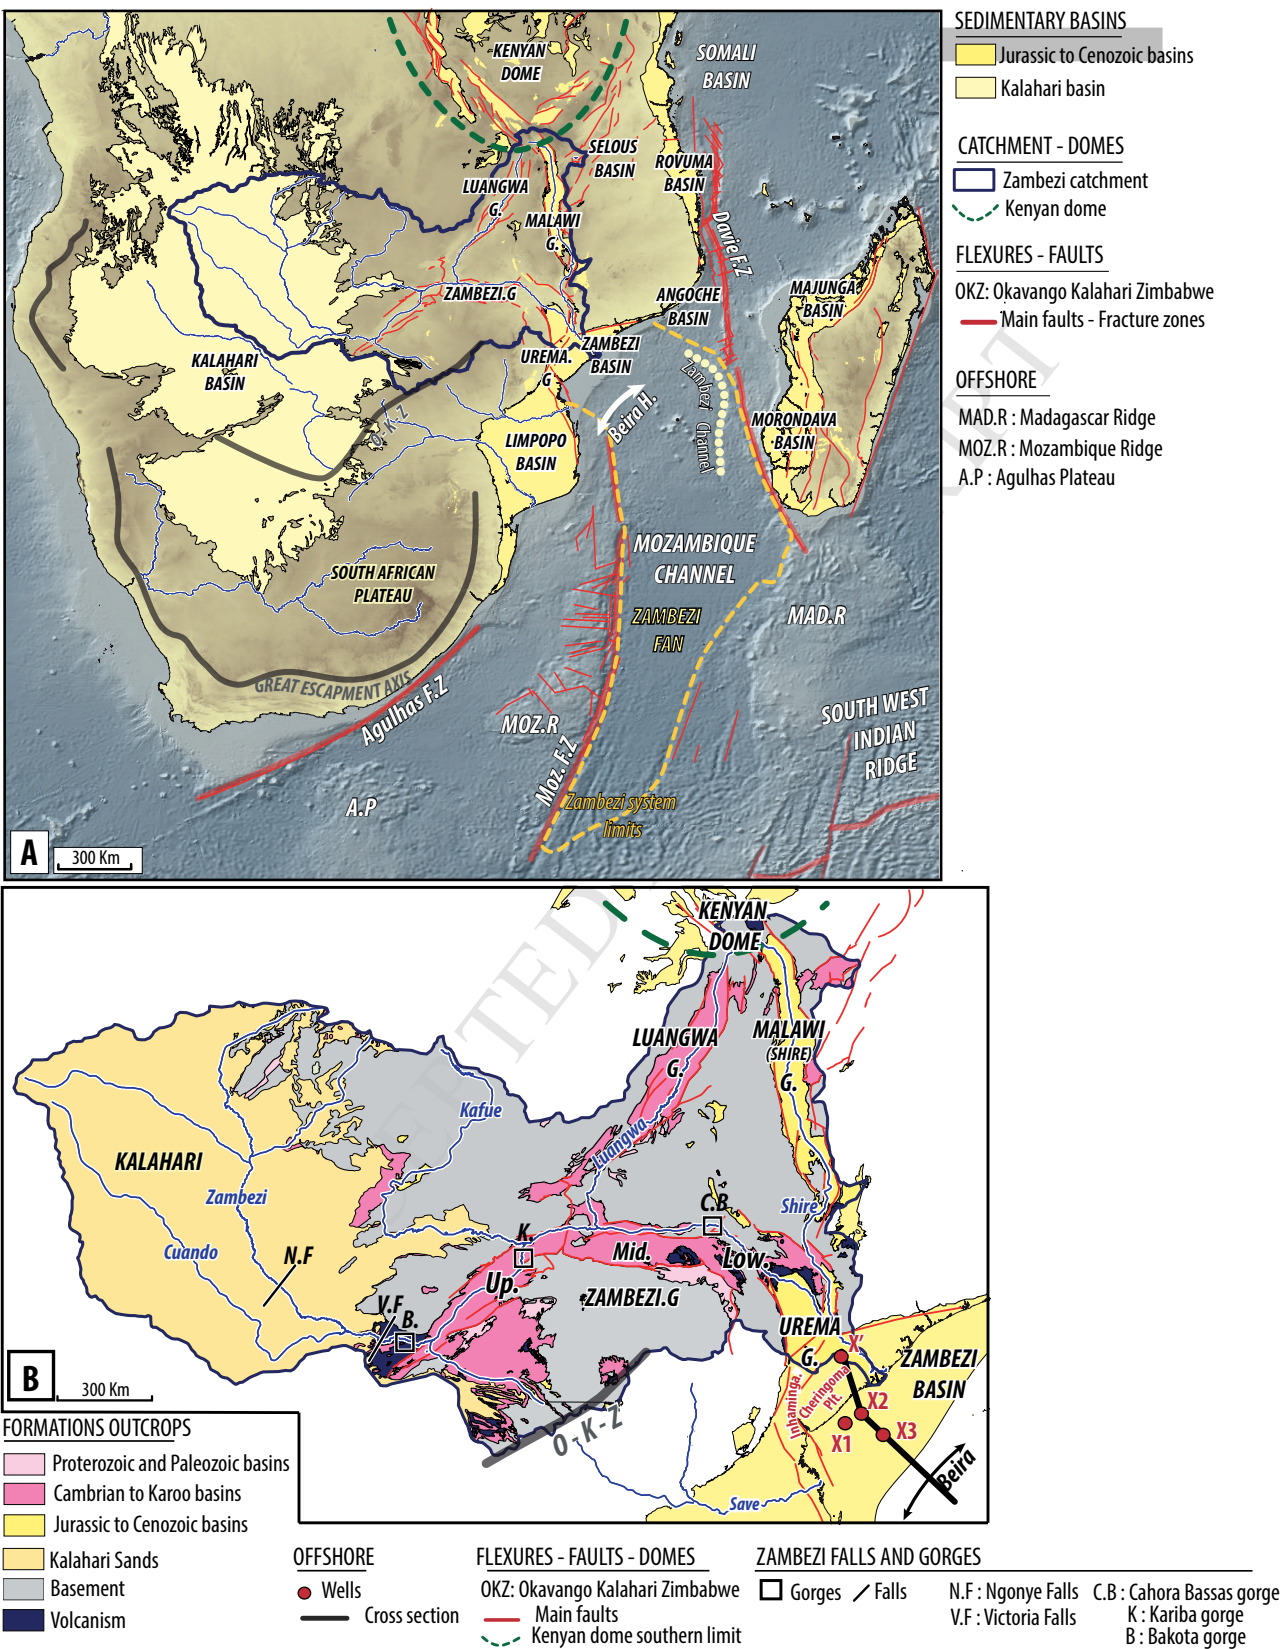 SEDIMENTARY BASINS
Jurassic to Cenozoic basins
Kalahari basin
CATCHMENT - DOMES
Zambezi catchment
Kenyan dome
FLEXURES - FAULTS
OKZ: Okavango Kalahari Zimbabwe
Main faults - Fracture zones
OFFSHORE
MAD.R : Madagascar Ridge
MOZ.R : Mozambique Ridge
A.P : Agulhas Plateau
KENYAN
DOME
SOMALI
BASIN
SELOUS
BASIN
ROVUMA
BASIN
LUANGWA
G.
MALAWI
G.
Davie F.Z
ZAMBEZI.G
ANGOCHE
BASIN
MAJUNGA
BASIN
KALAHARI
BASIN
UREMA.
G
ZAMBEZI
BASIN
Beira H.
Zambezi Channel
O-K-Z
LIMPOPO
BASIN
MORONDAVA
BASIN
MOZAMBIQUE
CHANNEL
SOUTH AFRICAN
PLATEAU
ZAMBEZI
FAN
MAD.R
GREAT ESCAPMENT AXIS
Agulhas F.Z
MOZ.R
Moz. F.Z
SOUTH WEST
INDIAN
RIDGE
A.P
Zambezi system
limits
A
300 Km
KENYAN
DOME
LUANGWA
G.
MALAWI
(SHIRE)
G.
Kafue
Luangwa
KALAHARI
Zambezi
Cuando
N.F
C.B
Shire
K.
Mid.
Low.
Up.
ZAMBEZI.G
V.F
B.
UREMA
G.
X'
ZAMBEZI
BASIN
Inhaminga.
Cheringoma
Plt.
X2
X1
X3
O-K-Z
Save
Beira
B
300 Km
FORMATIONS OUTCROPS
Proterozoic and Paleozoic basins
Cambrian to Karoo basins
Jurassic to Cenozoic basins
Kalahari Sands
Basement
Volcanism
OFFSHORE
Wells
Cross section
FLEXURES - FAULTS - DOMES
OKZ: Okavango Kalahari Zimbabwe
Main faults
Kenyan dome southern limit
ZAMBEZI FALLS AND GORGES
Gorges
Falls
N.F : Ngonye Falls
V.F : Victoria Falls
C.B : Cahora Bassas gorge
K : Kariba gorge
B : Bakota gorge